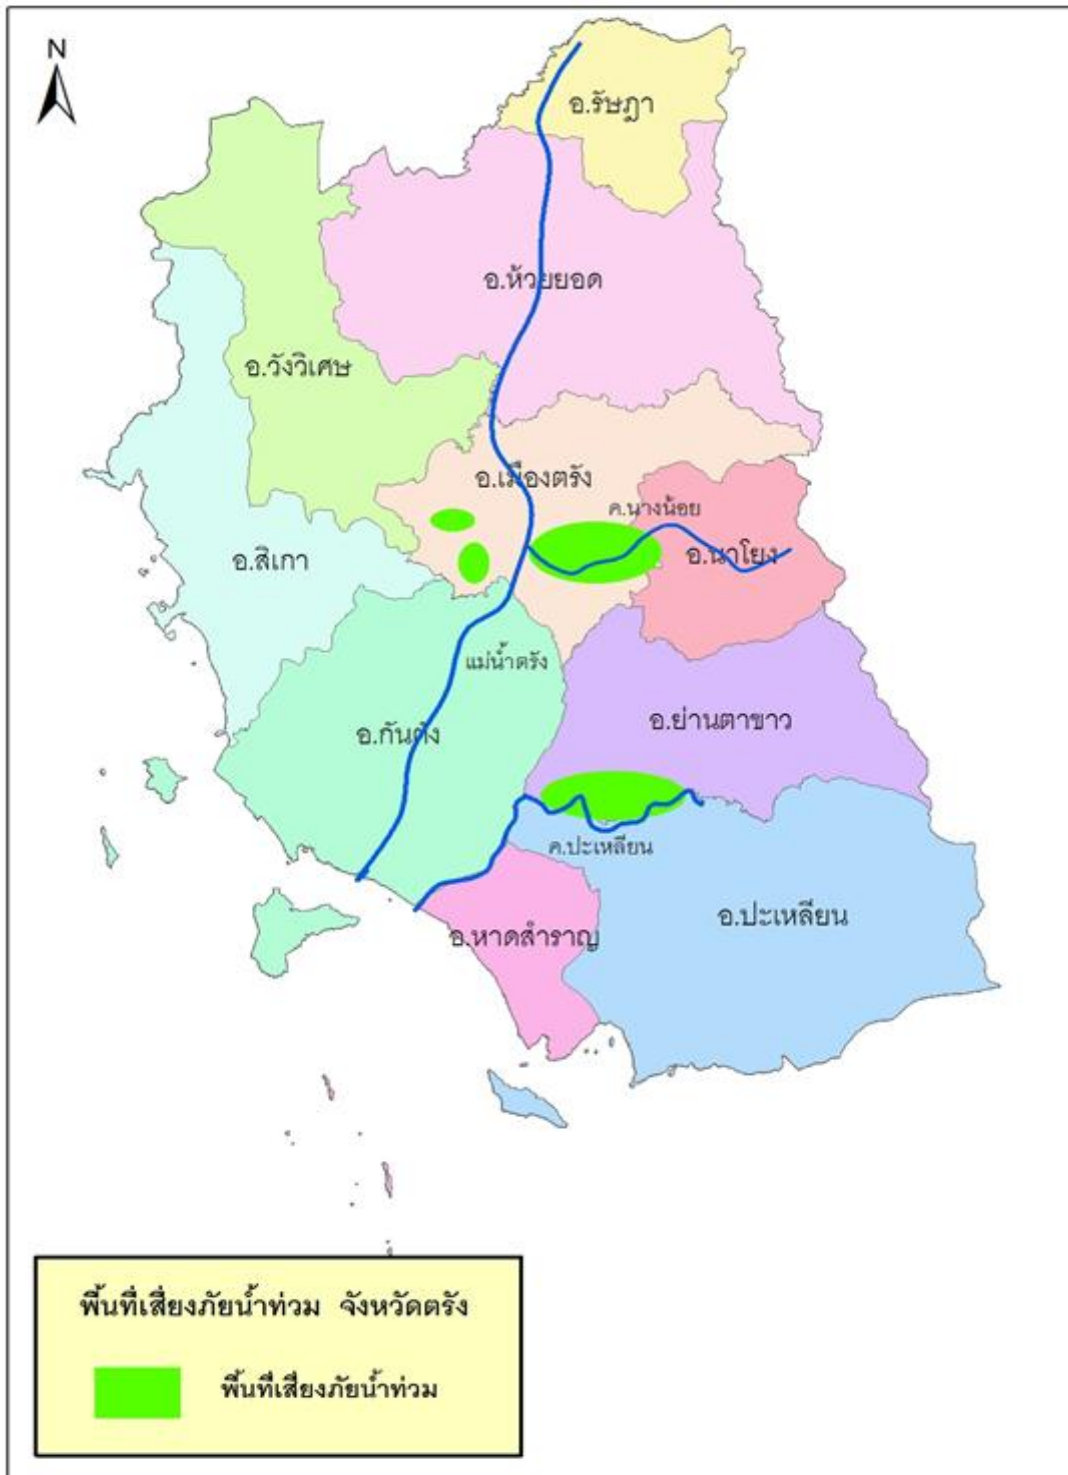 N
อ.รัษฎา
อ.ห้วยยอด
อ.วังวิเศษ
อ.เมืองตรัง
ค.นางน้อย
อ.นาโยง
อ.สิเกา
แม่น้ำตรัง
อ.ย่านตาขาว
อ.กันตัง
ค.ปะเหลียน
อ.ปะเหลียน
อ.หาดสำราญ
พื้นที่เสี่ยงภัยน้ำท่วม จังหวัดตรัง
พื้นที่เสี่ยงภัยน้ำท่วม